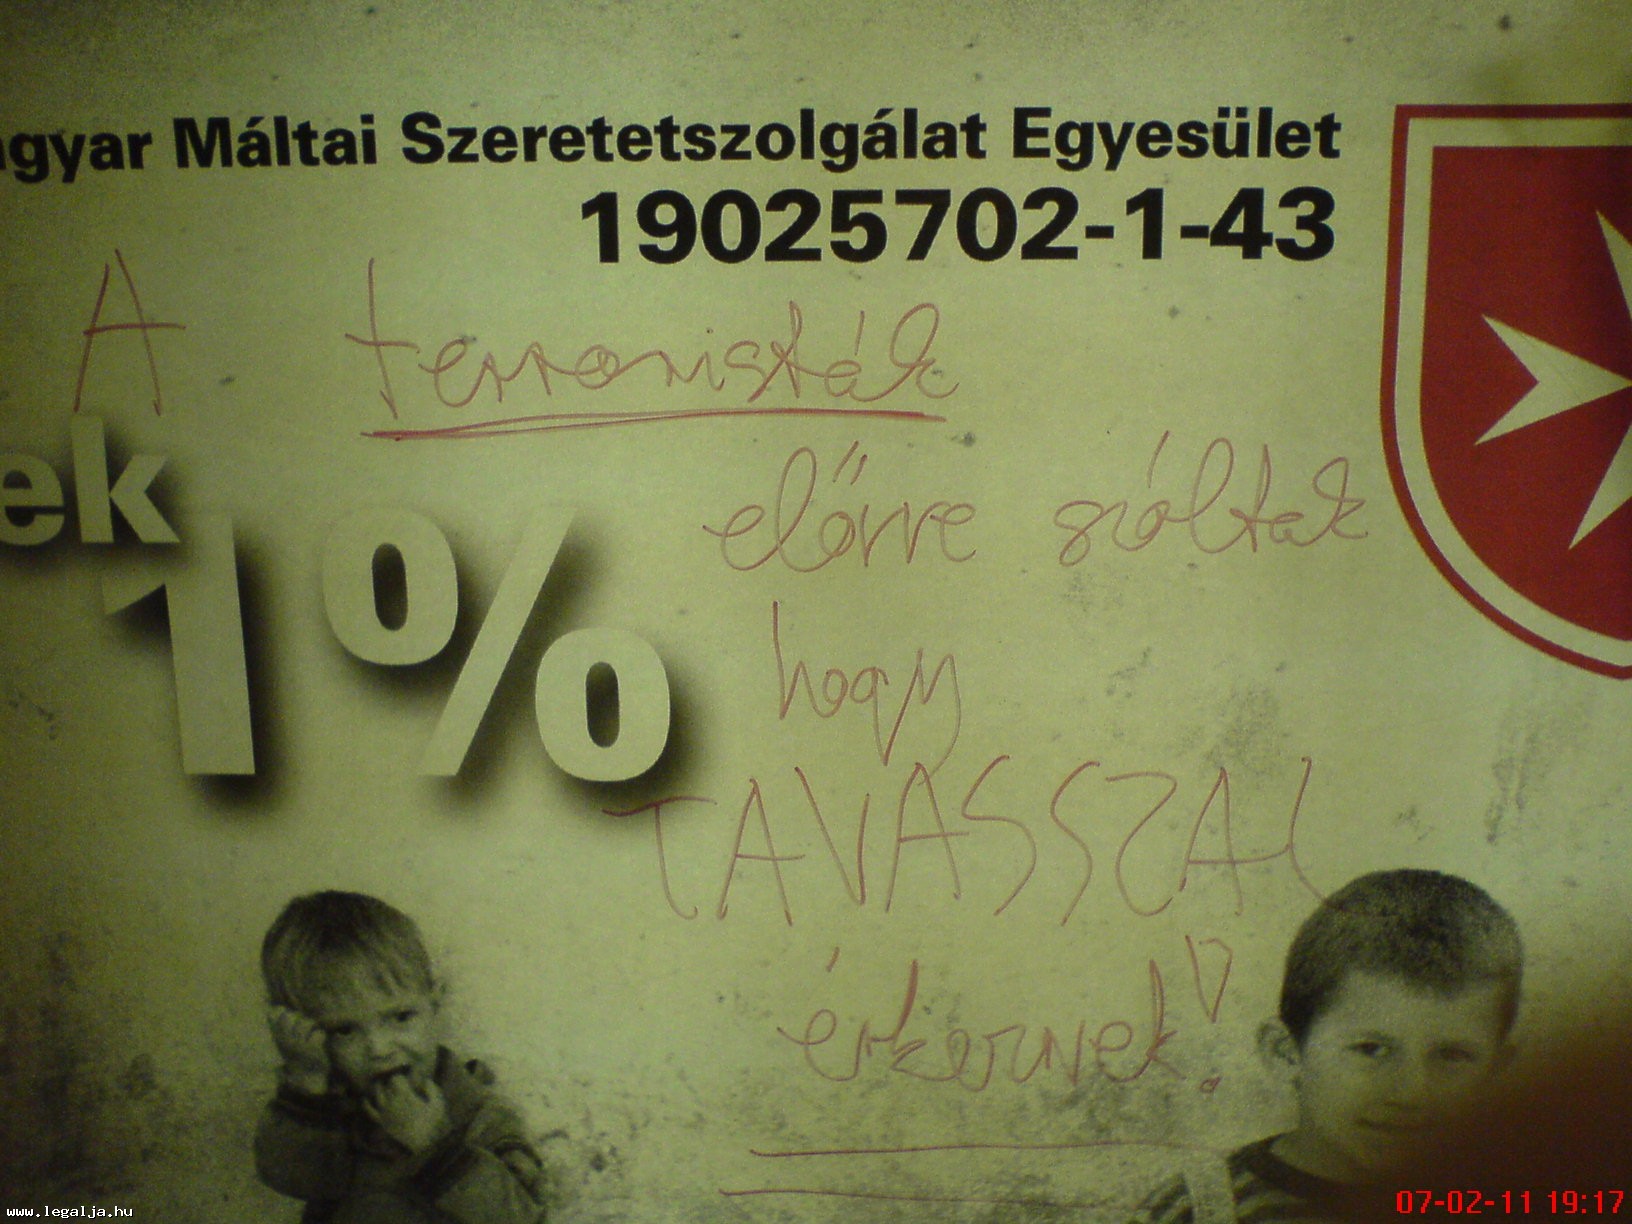 agyar Máltai Szeretetszolgálat Egyesület
19025702-1-43
A terroristák
ek
előrre szóltak
1%
hogy
TAVASSZAL
érkeznek!
www.legalja.hu
07-02-11 19:17